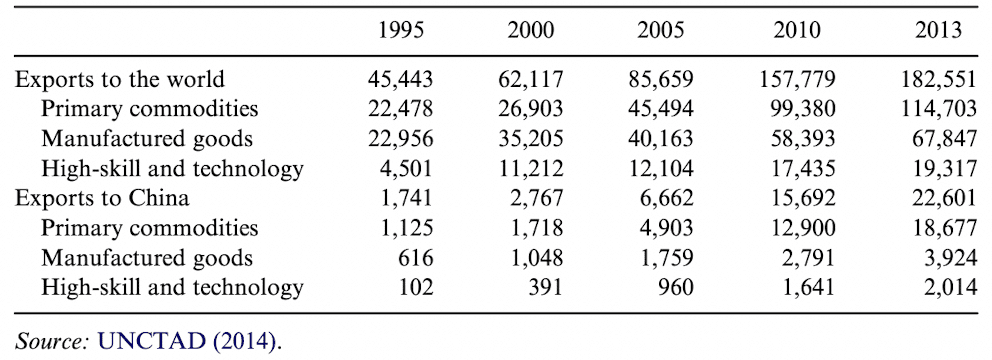 1995 2000 2005 2010 2013
Exports to the world 45,443 62,117 85,659 157,779 182,551
Primary commodities 22,478 26,903 45,494 99,380 114,703
Manufactured goods 22,956 35,205 40,163 58,393 67,847
High-skill and technology 4,501 11,212 12,104 17,435 19,317
Exports to China 1,741 2,767 6,662 15,692 22,601
Primary commodities 1,125 1,718 4,903 12,900 18,677
Manufactured goods 616 1,048 1,759 2,791 3,924
High-skill and technology 102 391 960 1,641 2,014
Source: UNCTAD (2014).